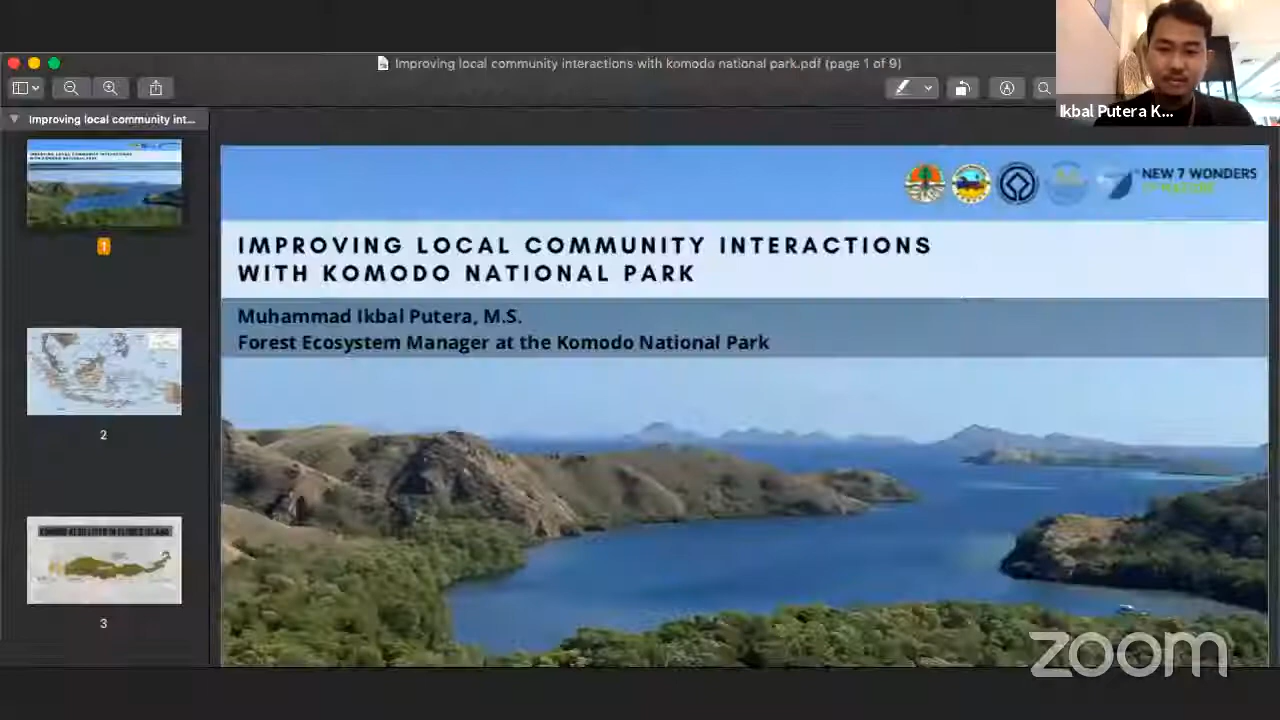 Improving local community interactions with komodo national park.pdf (page 1 of 9)
Ikbal Putera K...
Improving local community int...
1
2
3
NEW 7 WONDERS
IMPROVING LOCAL COMMUNITY INTERACTIONS
WITH KOMODO NATIONAL PARK
Muhammad Ikbal Putera, M.S.
Forest Ecosystem Manager at the Komodo National Park
zoom